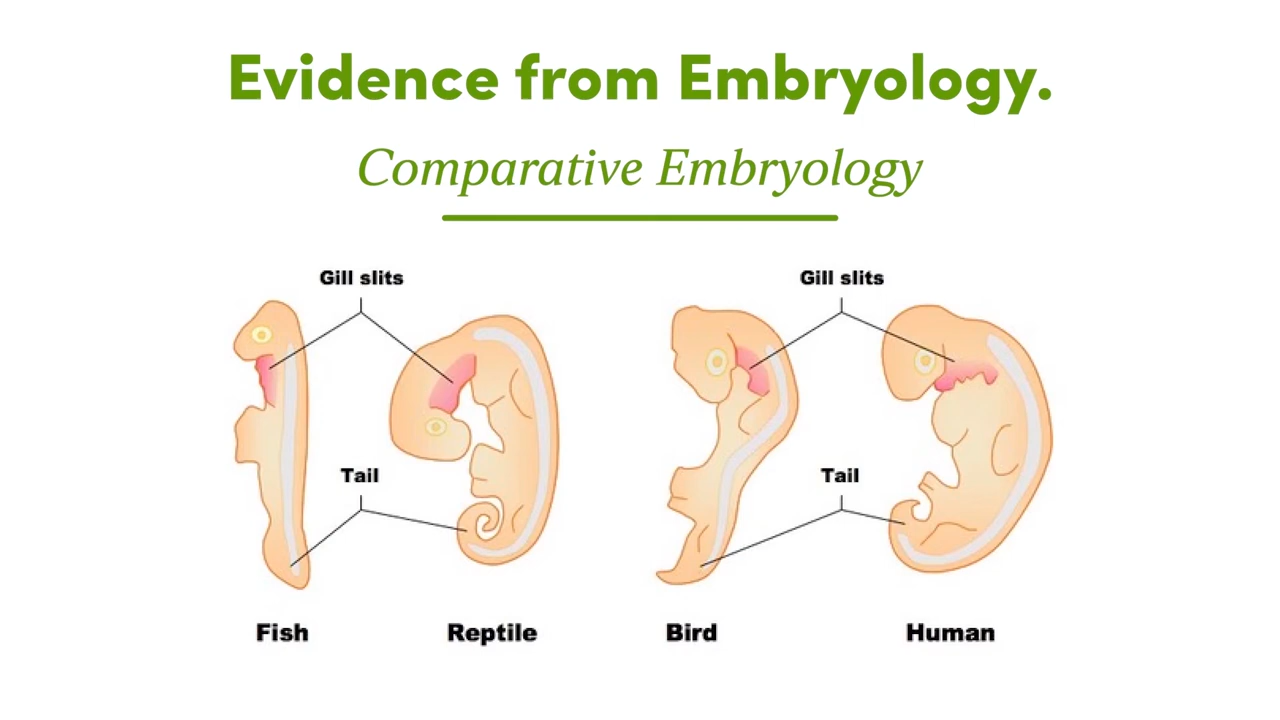 Evidence from Embryology.
Comparative Embryology
Gill slits
Gill slits
Tail
Tail
Fish
Reptile
Bird
Human